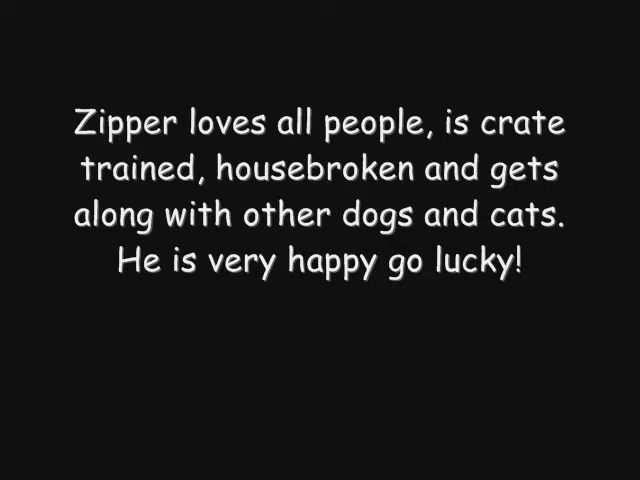 Zipper loves all people, is crate
trained, housebroken and gets
along with other dogs and cats.
He is very happy go lucky!